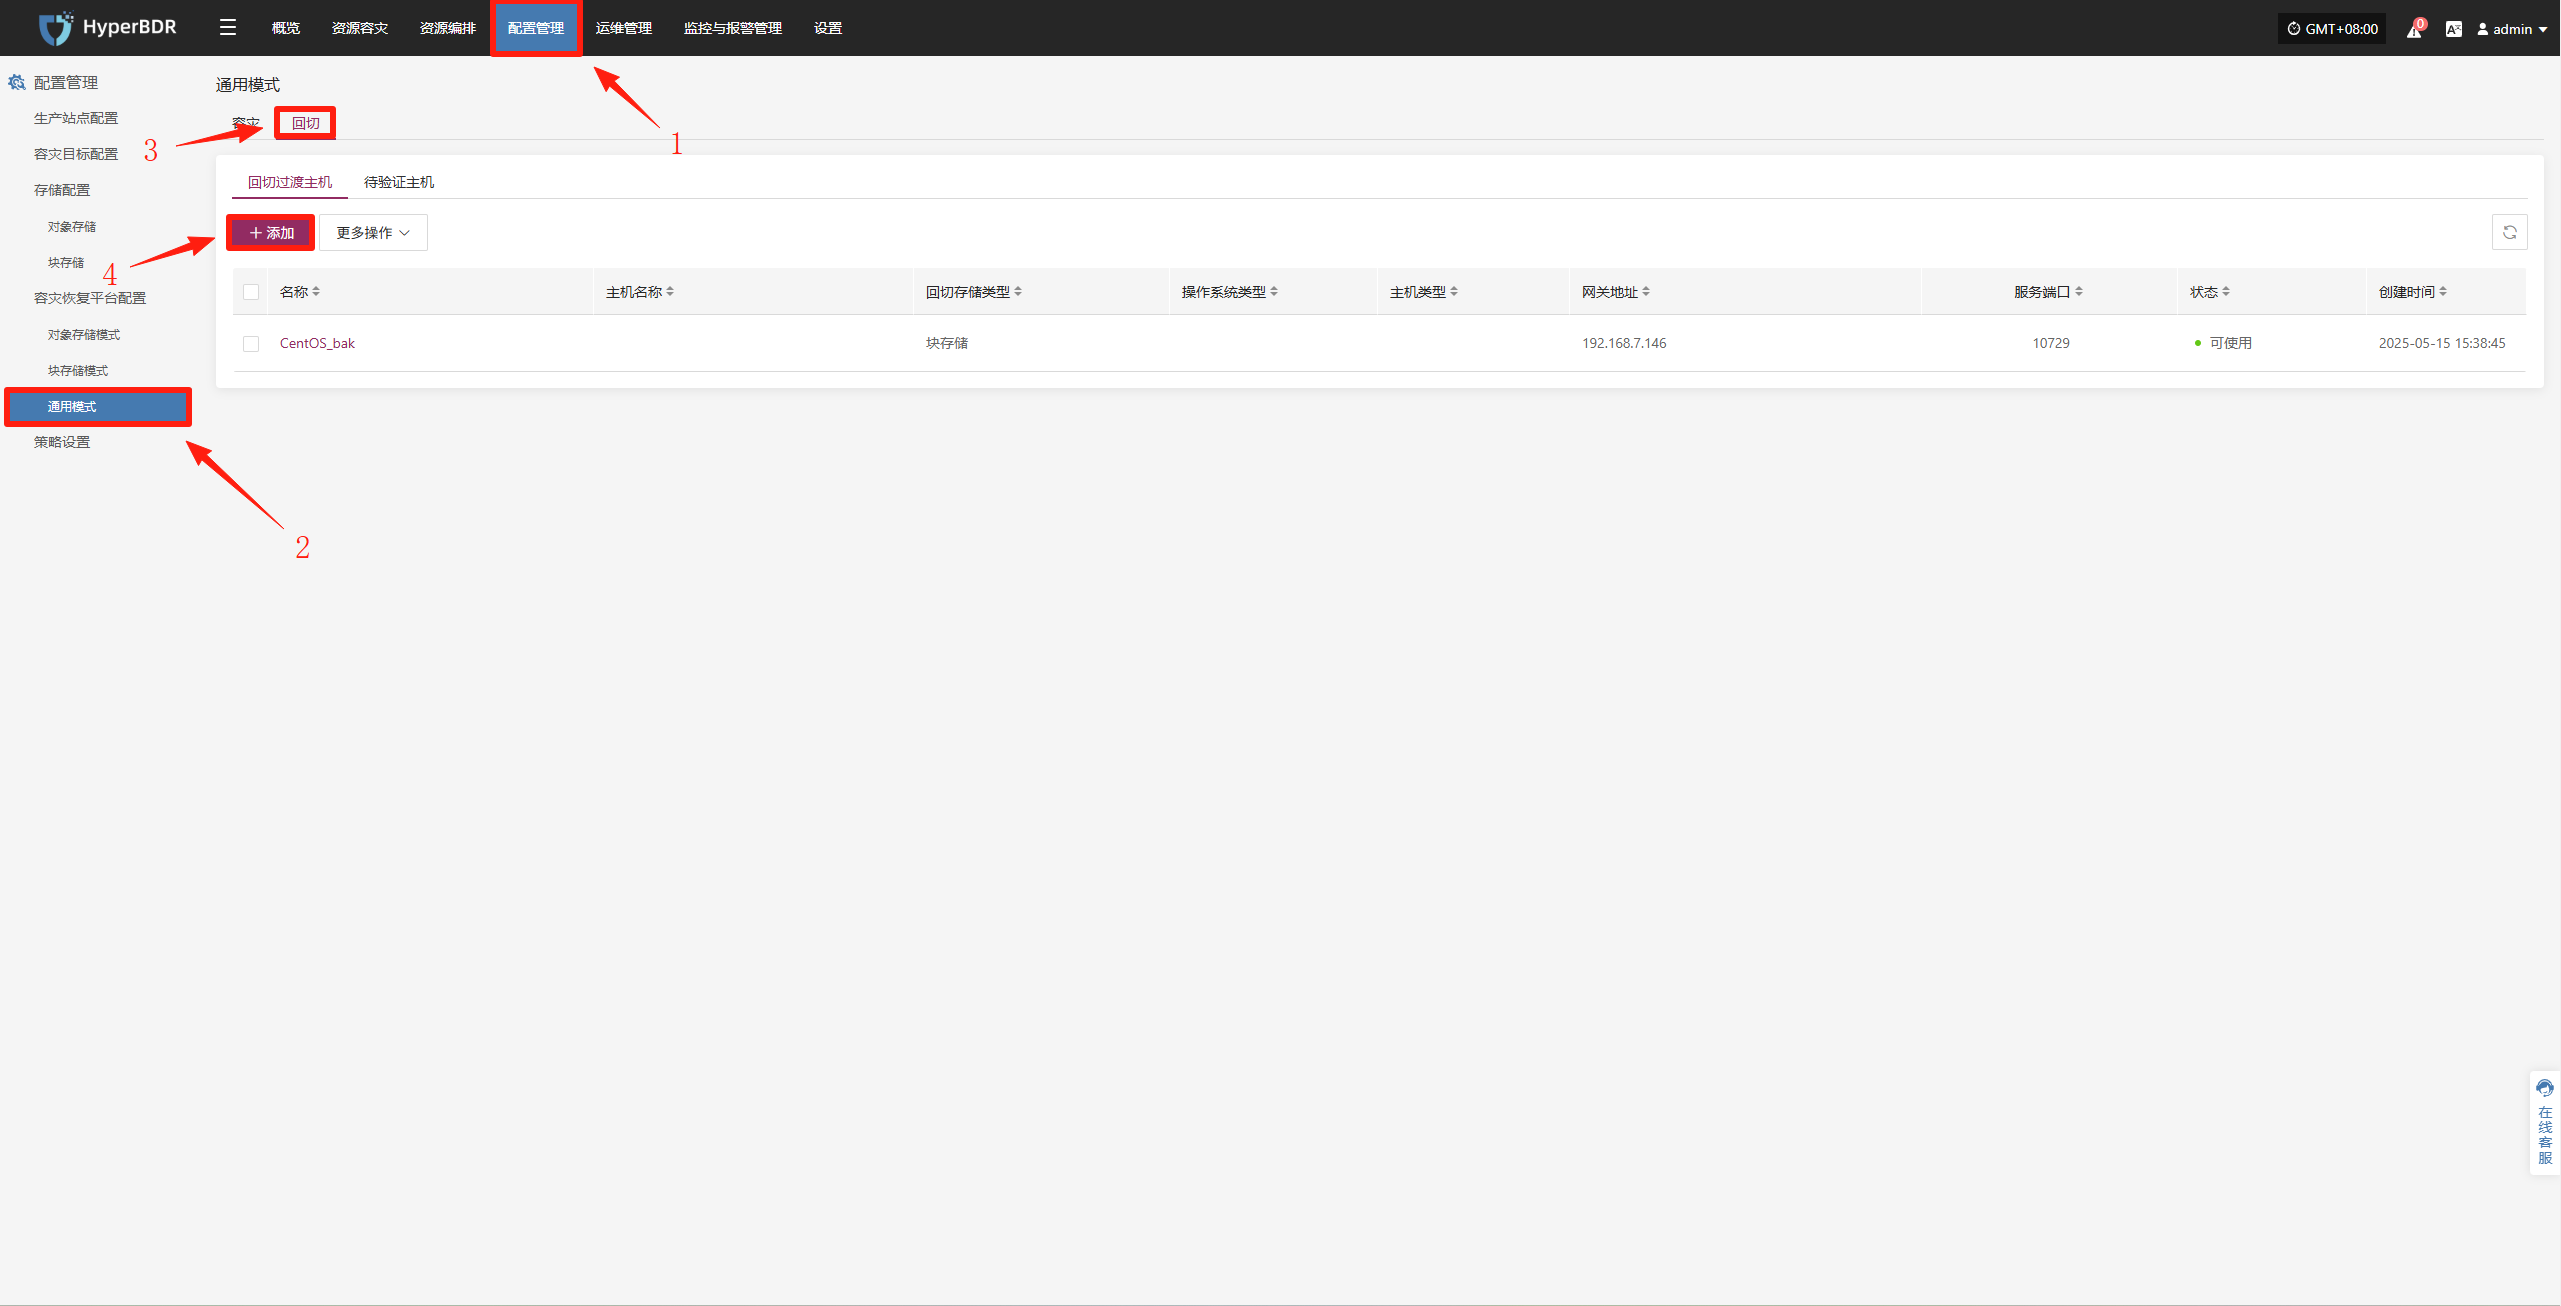 HyperBDR
概览 资源容灾 资源编排 配置管理 运维管理 监控与报警管理 设置
GMT+08:00
0
admin
配置管理
生产站点配置
容灾目标配置
存储配置
对象存储
块存储
容灾恢复平台配置
对象存储模式
块存储模式
通用模式
策略设置
通用模式
容灾 回切
回切过渡主机 待验证主机
添加 更多操作
名称 主机名称 回切存储类型 操作系统类型 主机类型 网关地址 服务端口 状态 创建时间
CentOS_bak 块存储 192.168.7.146 10729 可使用 2025-05-15 15:38:45
1
3
4
2
在线客服